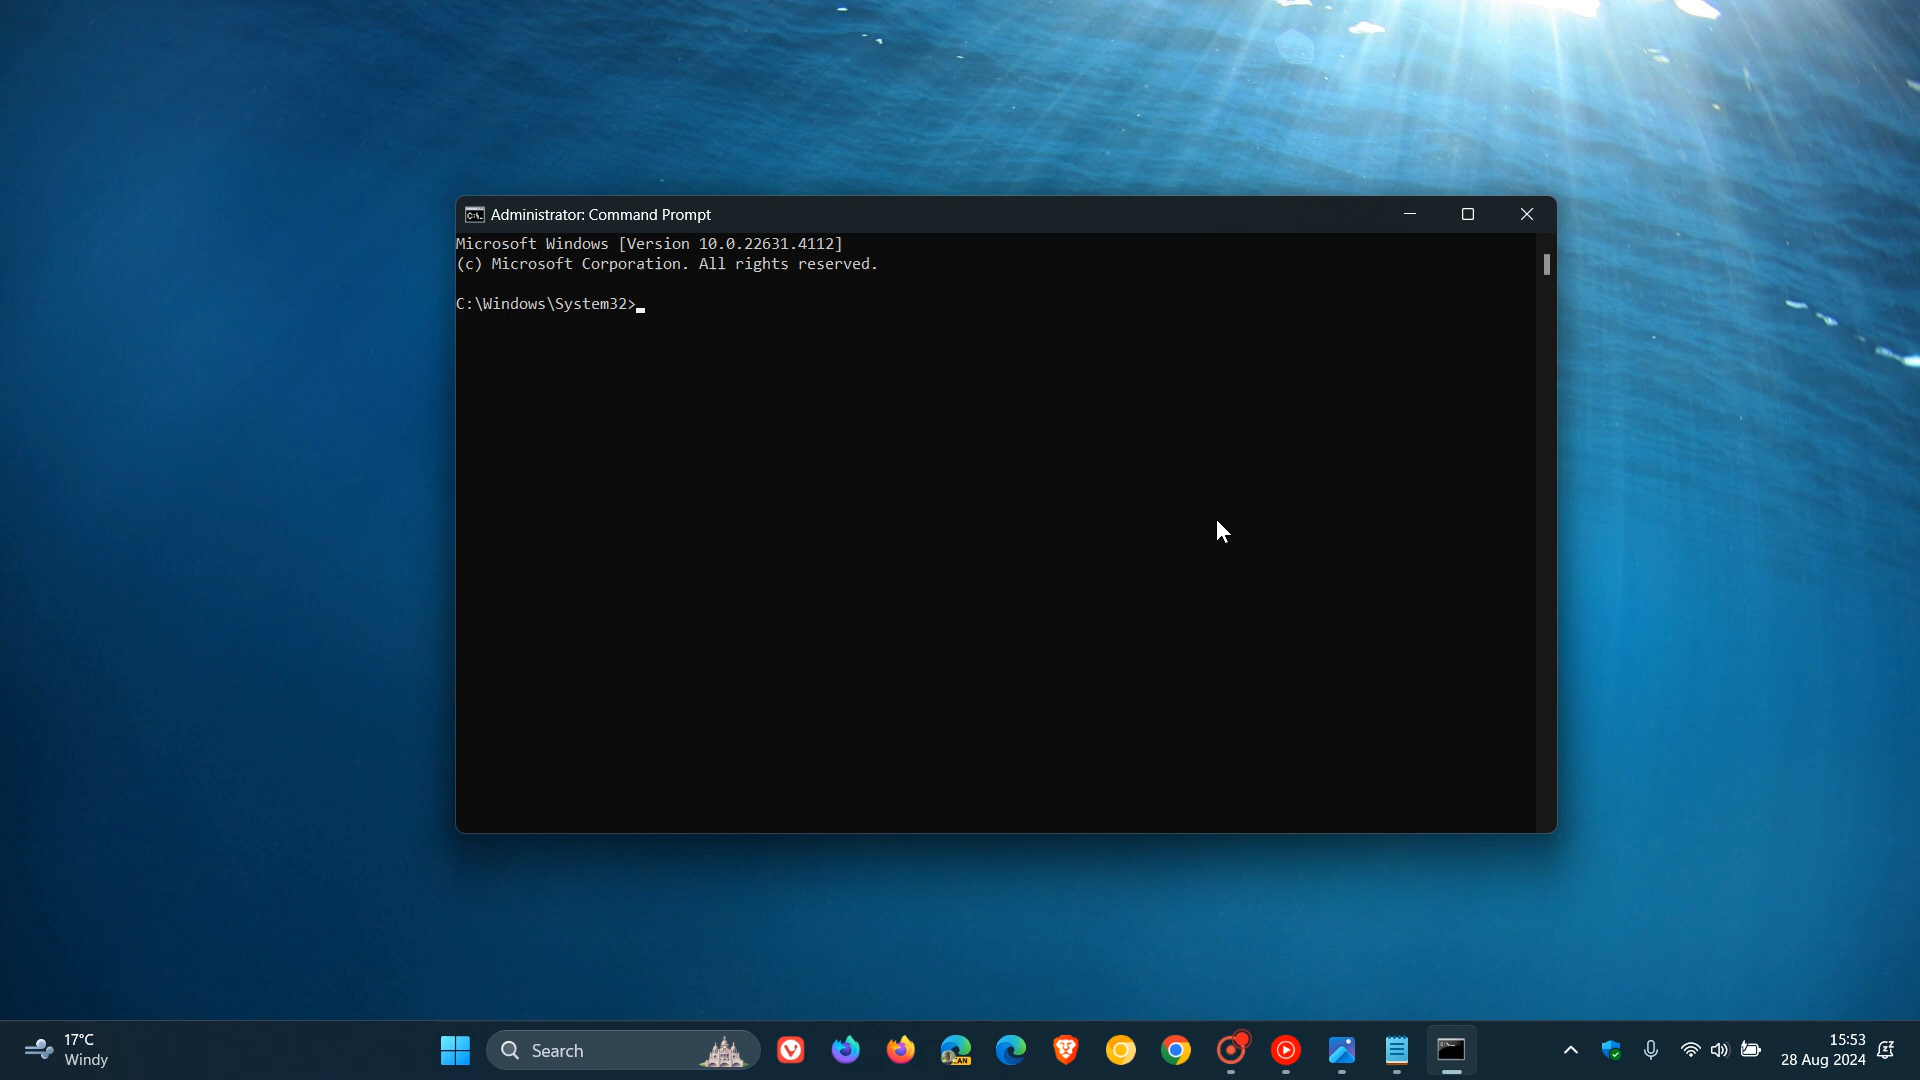 Administrator: Command Prompt
Microsoft Windows [Version 10.0.22631.4112]
(c) Microsoft Corporation. All rights reserved.
C:\Windows\System32>
17°C
Windy
Search
CAN
15:53
28 Aug 2024